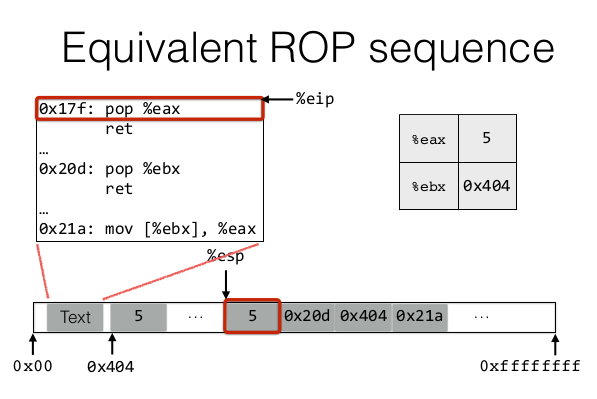 Equivalent ROP sequence
0x17f: pop %eax
ret
…
0x20d: pop %ebx
ret
…
0x21a: mov [%ebx], %eax
%eip
%eax 5
%ebx 0x404
%esp
Text 5 ... 5 0x20d 0x404 0x21a ...
0x00 0x404 0xffffffff